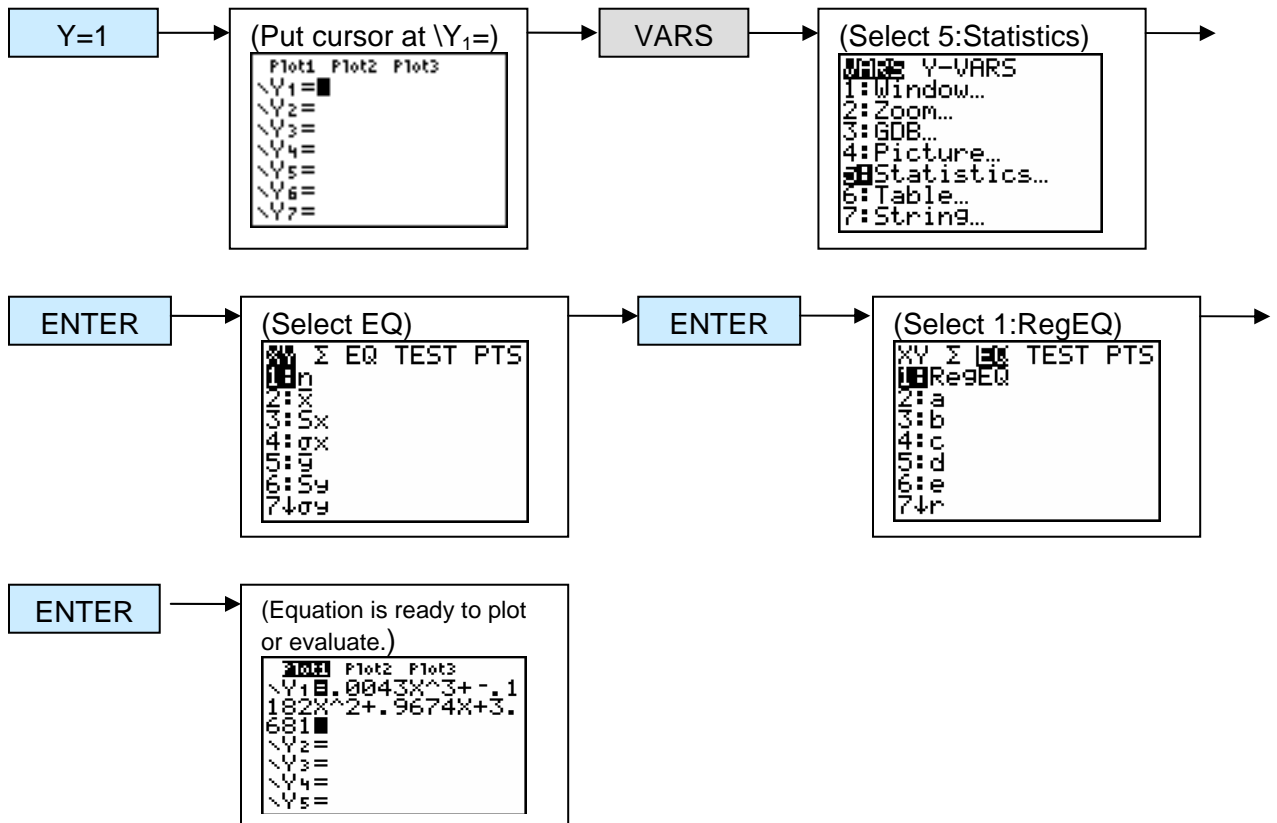 Y=1
(Put cursor at \Y₁=)
Plot1 Plot2 Plot3
\Y₁=
\Y₂=
\Y₃=
\Y₄=
\Y₅=
\Y₆=
\Y₇=
VARS
(Select 5:Statistics)
VARS Y-VARS
1:Window…
2:Zoom…
3:GDB…
4:Picture…
5:Statistics…
6:Table…
7:String…
ENTER
(Select EQ)
XY Σ EQ TEST PTS
1:n
2:x̄
3:Sx
4:σx
5:ȳ
6:Sy
7↓σy
ENTER
(Select 1:RegEQ)
XY Σ EQ TEST PTS
1:RegEQ
2:a
3:b
4:c
5:d
6:e
7↓r
ENTER
(Equation is ready to plot
or evaluate.)
Plot1 Plot2 Plot3
\Y₁=.0043X^3+-.1
182X^2+.9674X+3.
681
\Y₂=
\Y₃=
\Y₄=
\Y₅=